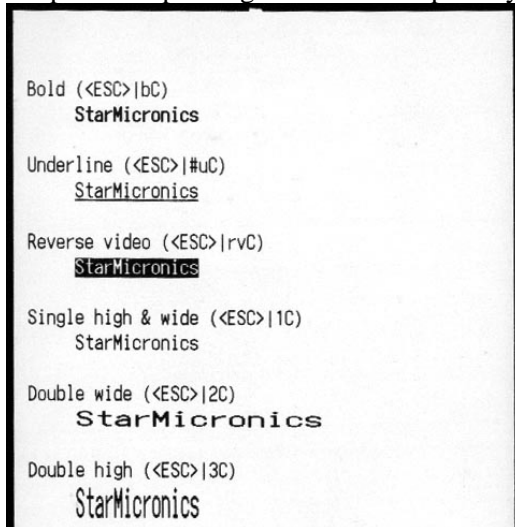 Bold (<ESC>|bC)
StarMicronics
Underline (<ESC>|#uC)
StarMicronics
Reverse video (<ESC>|rvC)
StarMicronics
Single high & wide (<ESC>|1C)
StarMicronics
Double wide (<ESC>|2C)
StarMicronics
Double high (<ESC>|3C)
StarMicronics